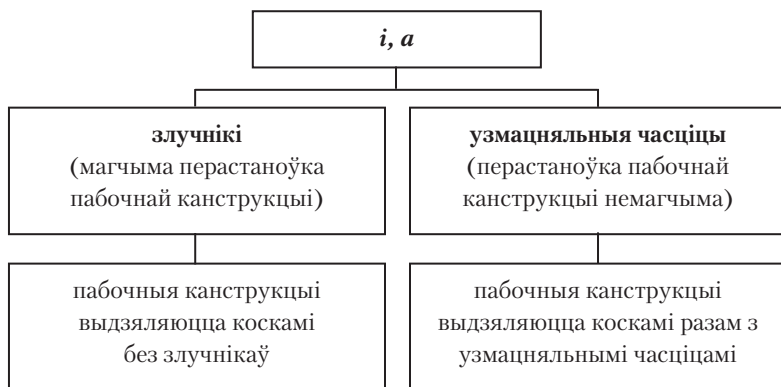 і, а
злучнікі
(магчыма перастаноўка
пабочнай канструкцыі)
узмацняльныя часціцы
(перастаноўка пабочнай
канструкцыі немагчыма)
пабочныя канструкцыі
выдзяляюцца коскамі
без злучнікаў
пабочныя канструкцыі
выдзяляюцца коскамі разам з
узмацняльнымі часціцамі